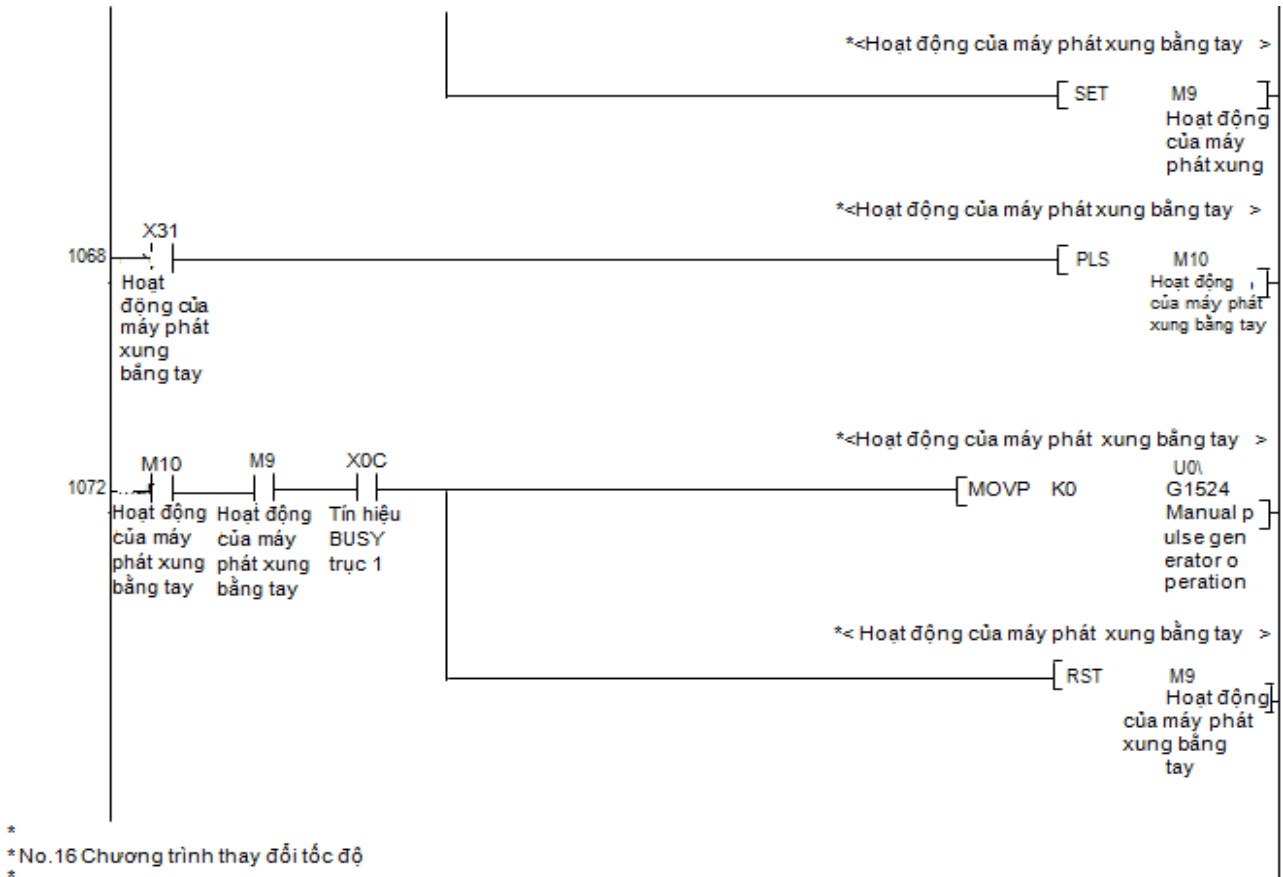 *<Hoạt động của máy phát xung bằng tay >
SET M9
Hoạt động
của máy
phát xung
*<Hoạt động của máy phát xung bằng tay >
X31
1068
PLS M10
Hoạt
động của
máy phát
xung
bằng tay
Hoạt động
của máy phát
xung bằng tay
*<Hoạt động của máy phát xung bằng tay >
M10 M9 X0C
1072
MOVP K0
U0\
G1524
Manual p
ulse gen
erator o
peration
Hoạt động
của máy
phát xung
bằng tay
Hoạt động
của máy
phát xung
bằng tay
Tín hiệu
BUSY
trục 1
*< Hoạt động của máy phát xung bằng tay >
RST M9
Hoạt động
của máy phát
xung bằng
tay
*
*No.16 Chương trình thay đổi tốc độ
*